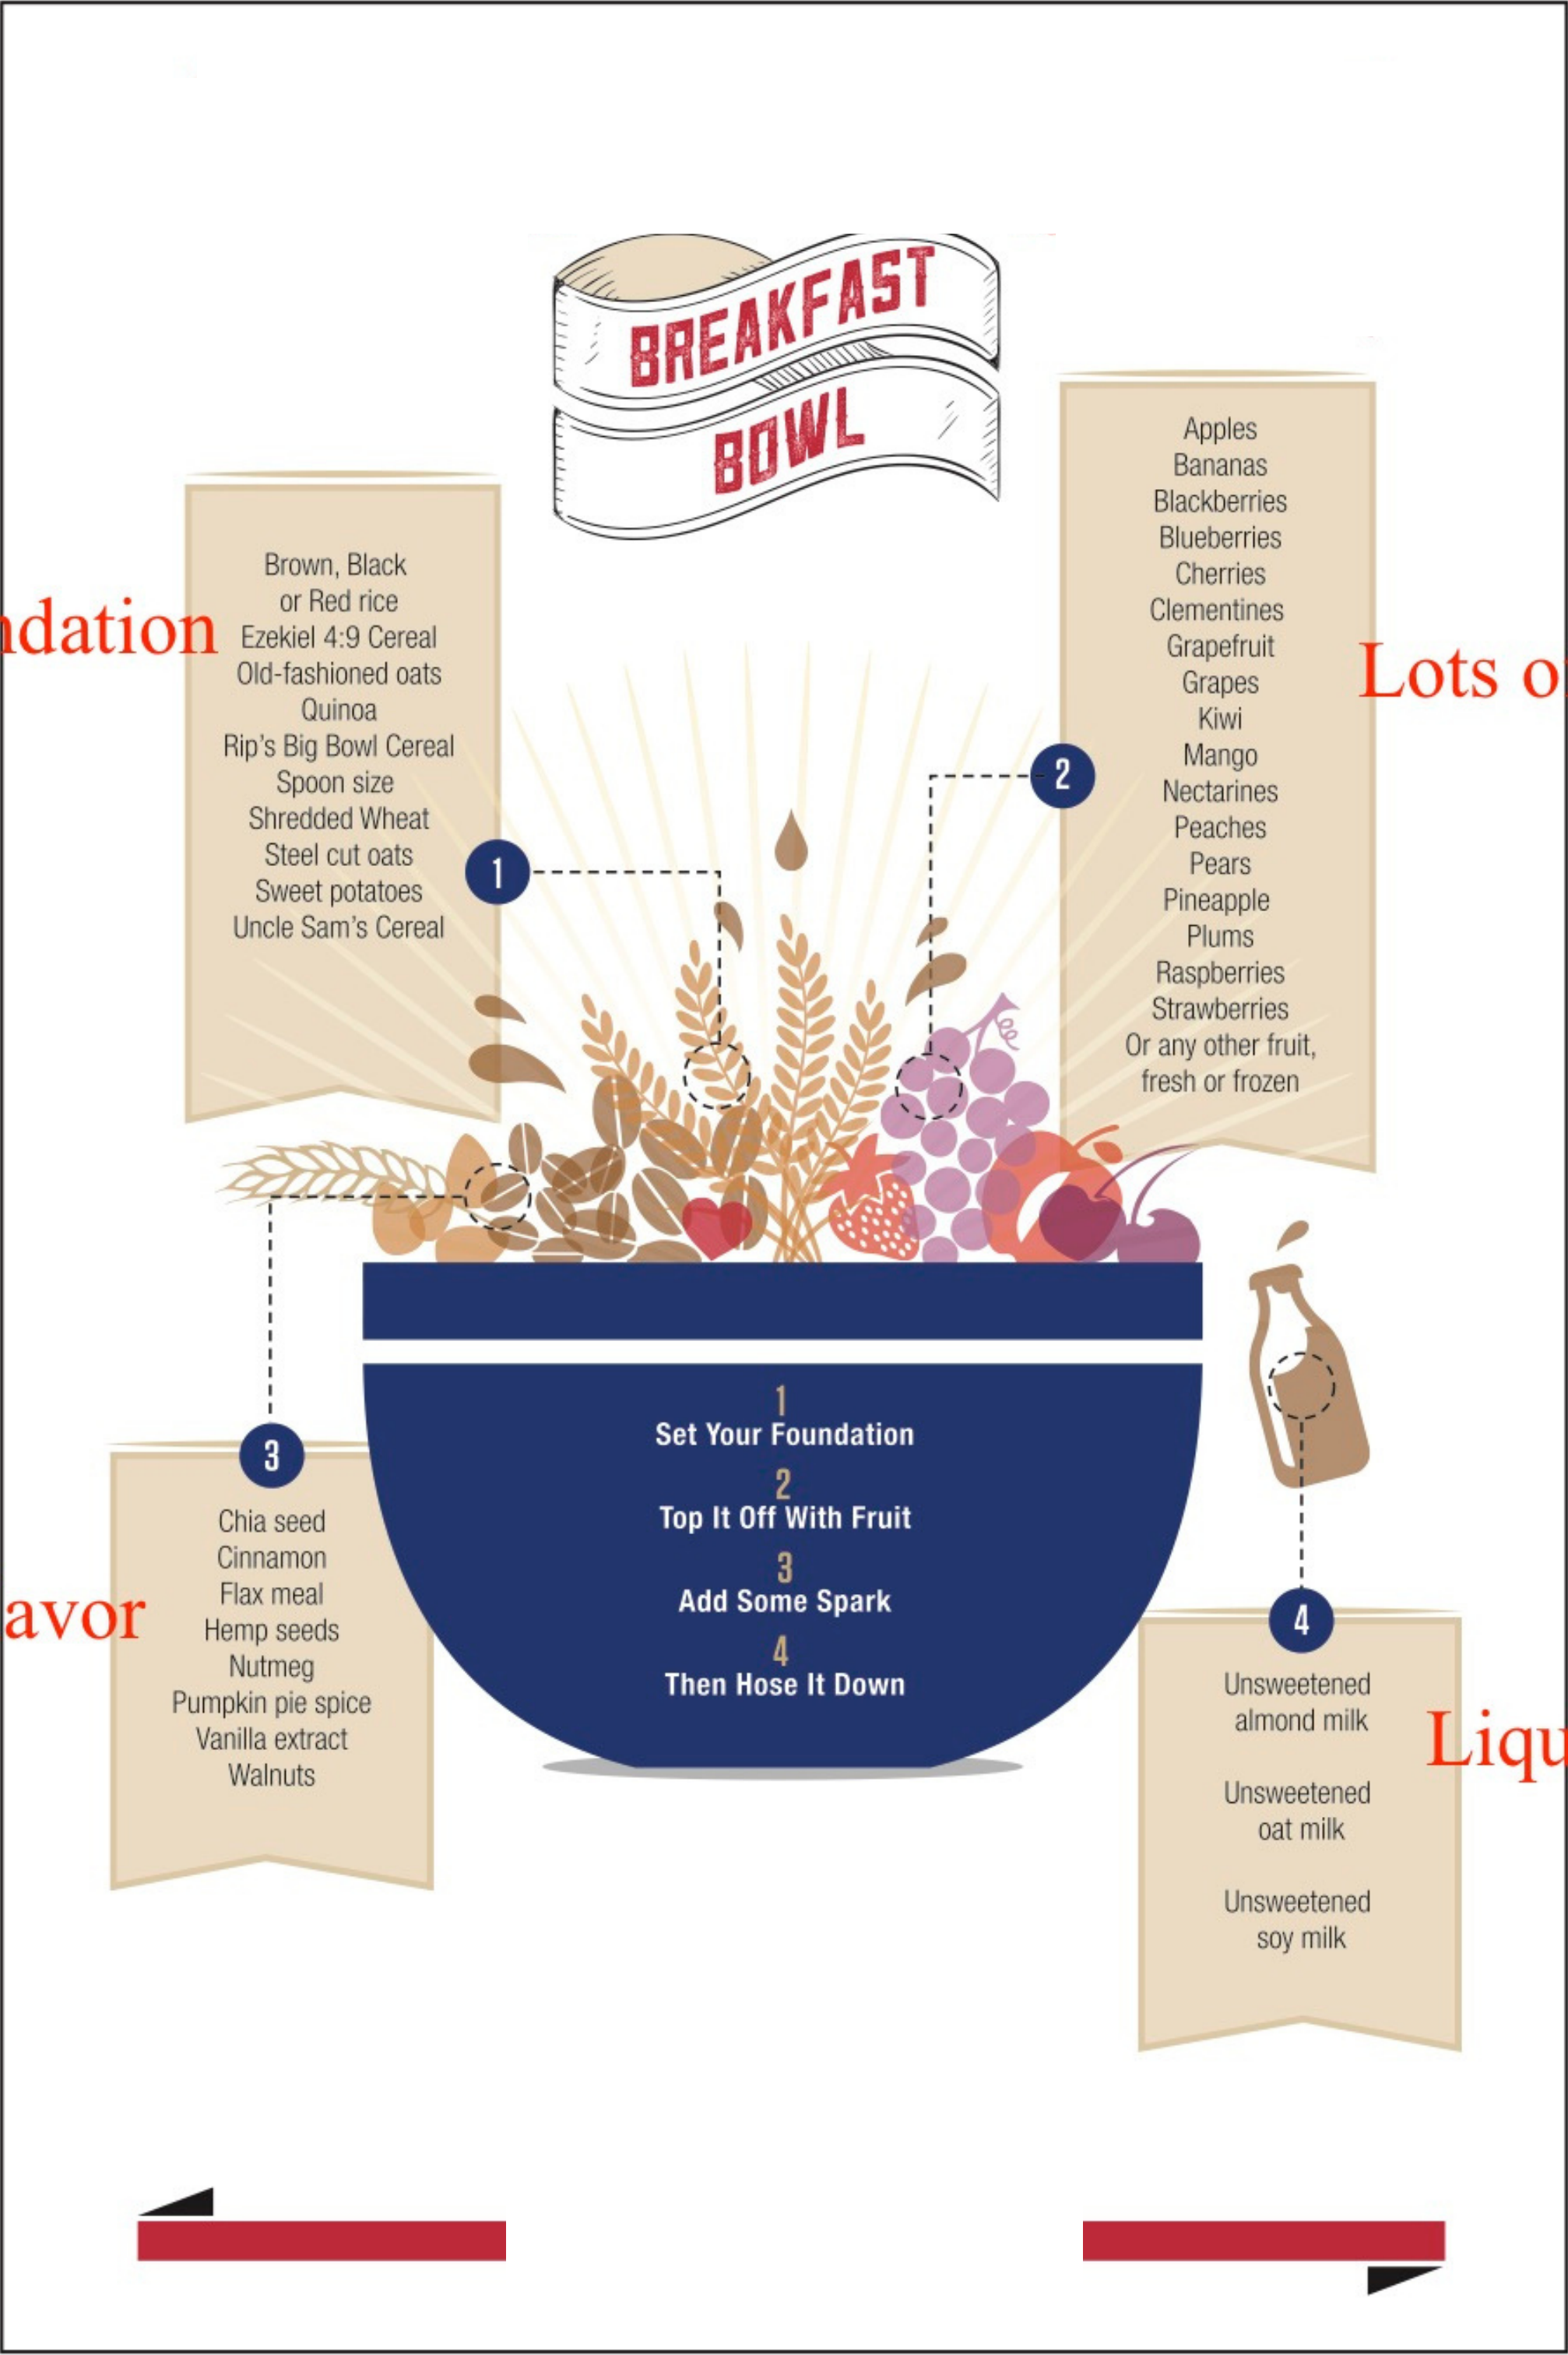 BREAKFAST
BOWL
Brown, Black
or Red rice
Ezekiel 4:9 Cereal
Old-fashioned oats
Quinoa
Rip's Big Bowl Cereal
Spoon size
Shredded Wheat
Steel cut oats
Sweet potatoes
Uncle Sam's Cereal
ndation
1
Apples
Bananas
Blackberries
Blueberries
Cherries
Clementines
Grapefruit
Grapes
Kiwi
Mango
Nectarines
Peaches
Pears
Pineapple
Plums
Raspberries
Strawberries
Or any other fruit,
fresh or frozen
Lots o
2
1
Set Your Foundation
2
Top It Off With Fruit
3
Add Some Spark
4
Then Hose It Down
3
Chia seed
Cinnamon
Flax meal
Hemp seeds
Nutmeg
Pumpkin pie spice
Vanilla extract
Walnuts
avor
4
Unsweetened
almond milk
Unsweetened
oat milk
Unsweetened
soy milk
Liqu